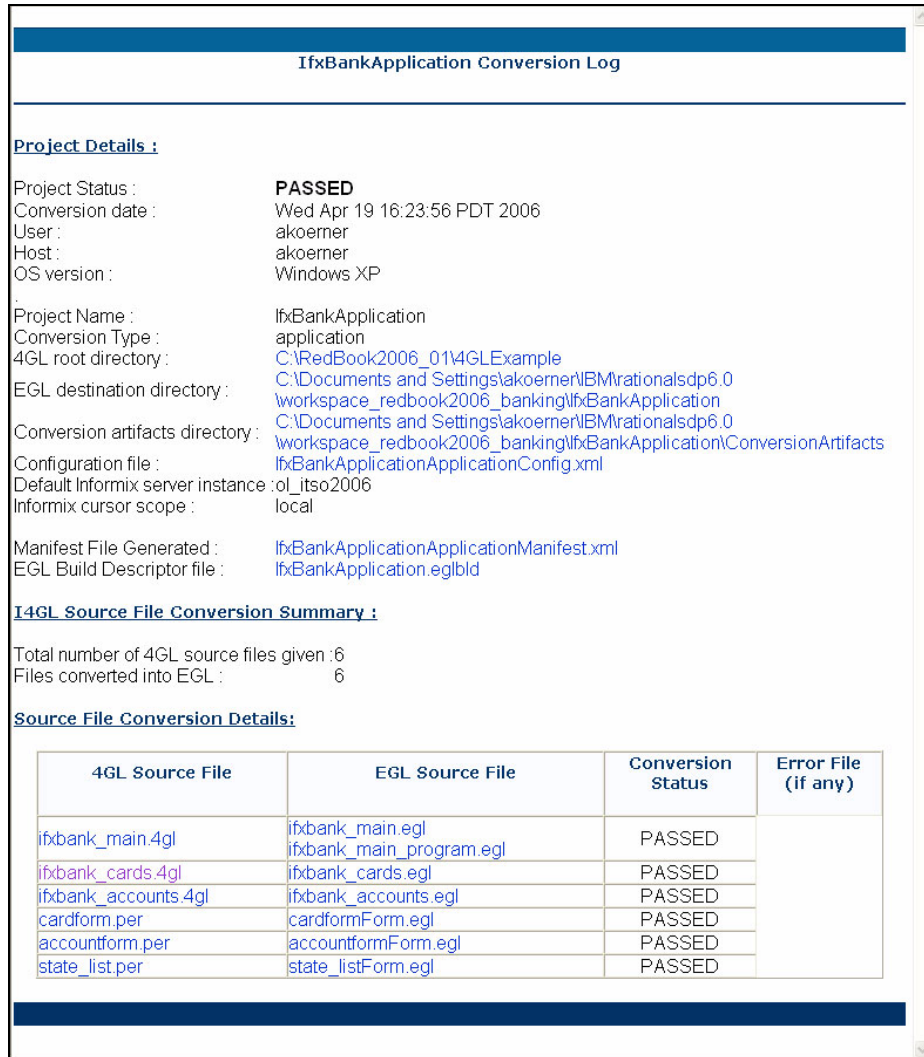 IfxBankApplication Conversion Log
Project Details :
Project Status : PASSED
Conversion date : Wed Apr 19 16:23:56 PDT 2006
User : akoerner
Host : akoerner
OS version : Windows XP
.
Project Name : IfxBankApplication
Conversion Type : application
4GL root directory : C:\RedBook2006_01\4GLExample
EGL destination directory : C:\Documents and Settings\akoerner\IBM\rationalsdp6.0
\workspace_redbook2006_banking\IfxBankApplication
Conversion artifacts directory : C:\Documents and Settings\akoerner\IBM\rationalsdp6.0
\workspace_redbook2006_banking\IfxBankApplication\ConversionArtifacts
Configuration file : IfxBankApplicationApplicationConfig.xml
Default Informix server instance :ol_itso2006
Informix cursor scope : local
Manifest File Generated : IfxBankApplicationApplicationManifest.xml
EGL Build Descriptor file : IfxBankApplication.eglbld
I4GL Source File Conversion Summary :
Total number of 4GL source files given :6
Files converted into EGL : 6
Source File Conversion Details:
4GL Source File EGL Source File Conversion Status Error File (if any)
ifxbank_main.4gl ifxbank_main.egl ifxbank_main_program.egl PASSED
ifxbank_cards.4gl ifxbank_cards.egl PASSED
ifxbank_accounts.4gl ifxbank_accounts.egl PASSED
cardform.per cardformForm.egl PASSED
accountform.per accountformForm.egl PASSED
state_list.per state_listForm.egl PASSED